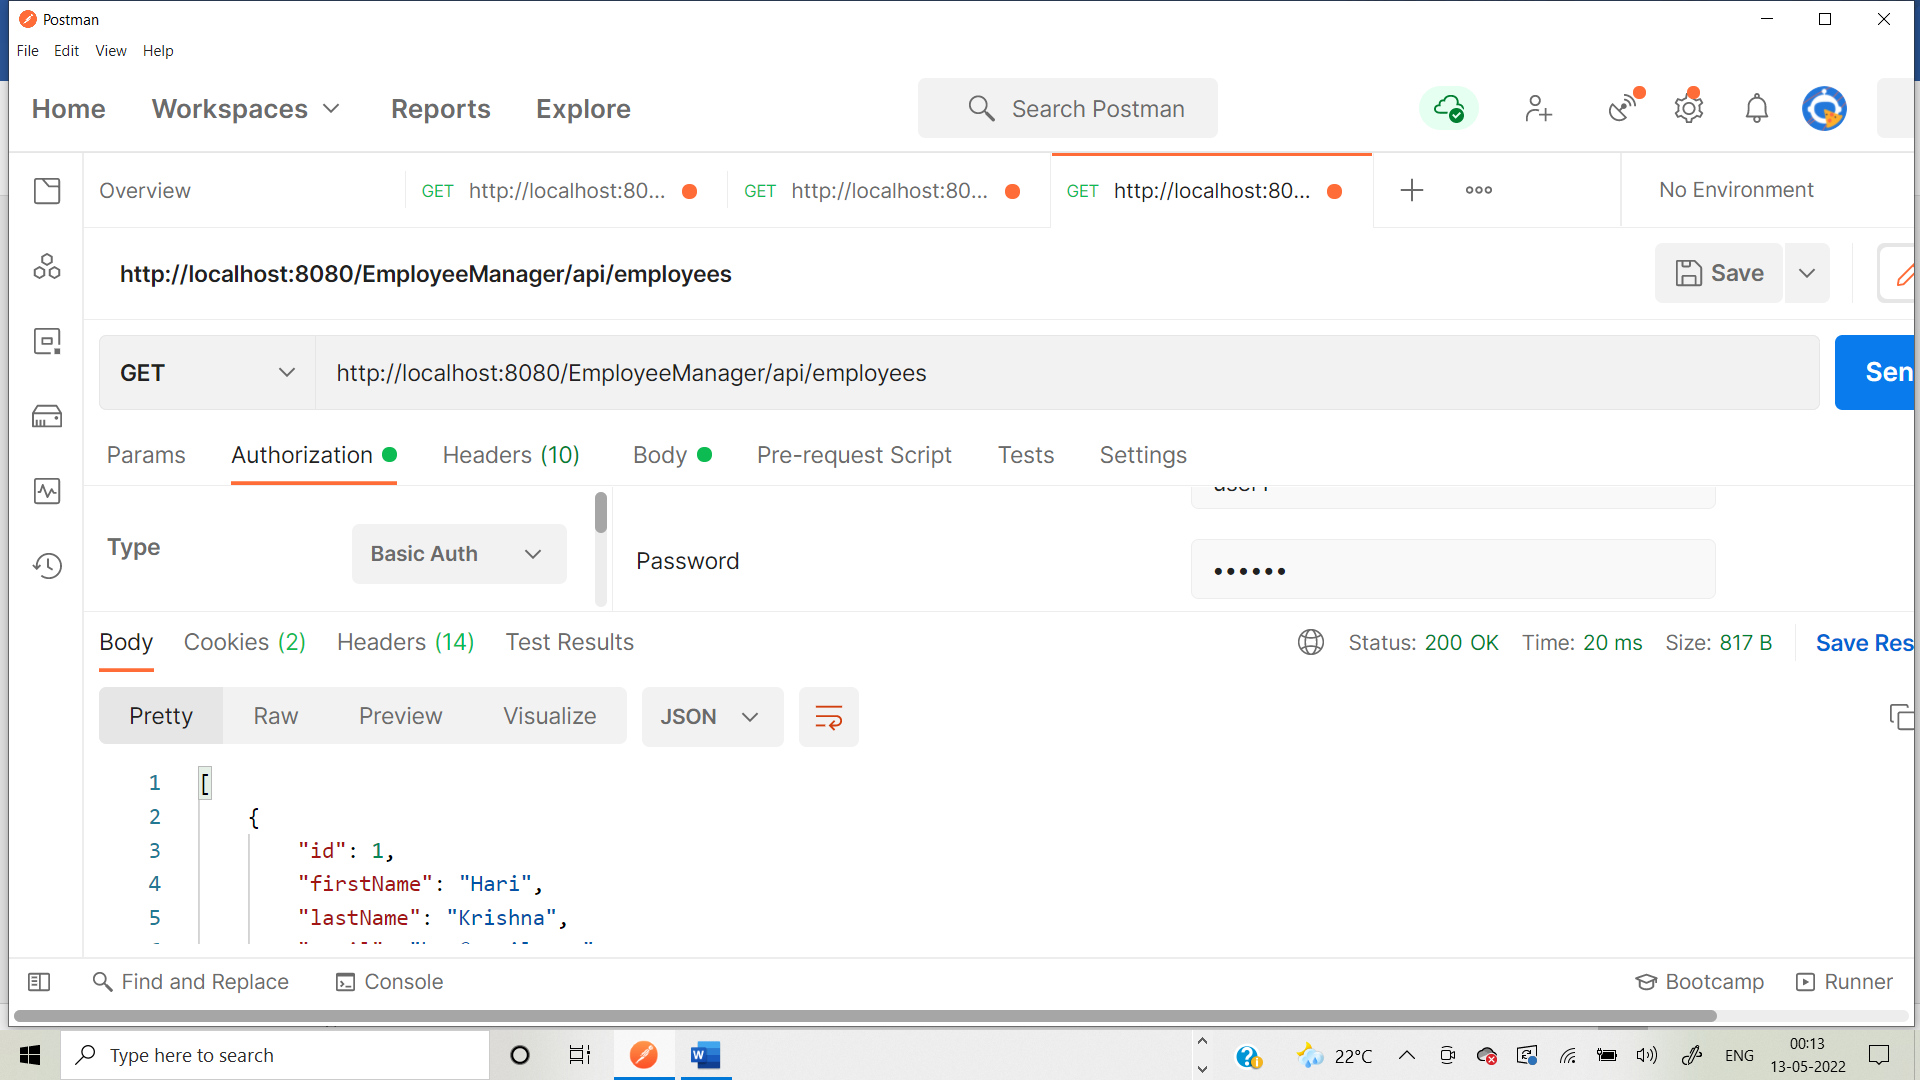 Postman
File Edit View Help
Home Workspaces Reports Explore Search Postman
Overview GET http://localhost:80... GET http://localhost:80... GET http://localhost:80... No Environment
http://localhost:8080/EmployeeManager/api/employees Save
GET http://localhost:8080/EmployeeManager/api/employees Sen
Params Authorization Headers (10) Body Pre-request Script Tests Settings
Type Basic Auth
Password ••••••
Body Cookies (2) Headers (14) Test Results Status: 200 OK Time: 20 ms Size: 817 B Save Res
Pretty Raw Preview Visualize JSON
1 [
2 {
3 "id": 1,
4 "firstName": "Hari",
5 "lastName": "Krishna",
Find and Replace Console Bootcamp Runner
Type here to search 22°C ENG 00:13
13-05-2022